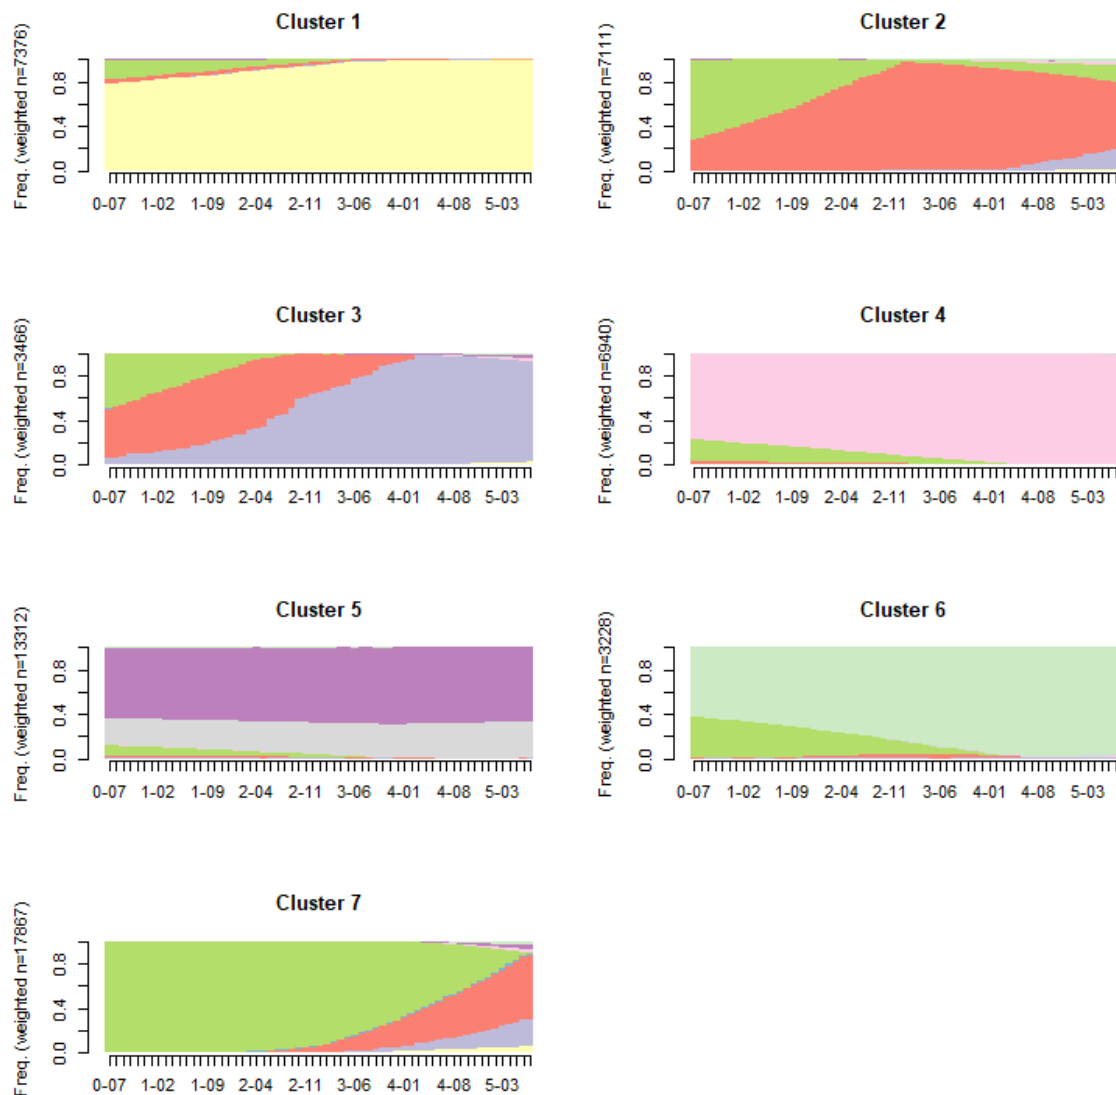 Cluster 1
Freq. (weighted n=7376)
0.0 0.4 0.8
0-07 1-02 1-09 2-04 2-11 3-06 4-01 4-08 5-03
Cluster 2
Freq. (weighted n=7111)
0.0 0.4 0.8
0-07 1-02 1-09 2-04 2-11 3-06 4-01 4-08 5-03
Cluster 3
Freq. (weighted n=3466)
0.0 0.4 0.8
0-07 1-02 1-09 2-04 2-11 3-06 4-01 4-08 5-03
Cluster 4
Freq. (weighted n=6940)
0.0 0.4 0.8
0-07 1-02 1-09 2-04 2-11 3-06 4-01 4-08 5-03
Cluster 5
Freq. (weighted n=13312)
0.0 0.4 0.8
0-07 1-02 1-09 2-04 2-11 3-06 4-01 4-08 5-03
Cluster 6
Freq. (weighted n=3228)
0.0 0.4 0.8
0-07 1-02 1-09 2-04 2-11 3-06 4-01 4-08 5-03
Cluster 7
Freq. (weighted n=17867)
0.0 0.4 0.8
0-07 1-02 1-09 2-04 2-11 3-06 4-01 4-08 5-03